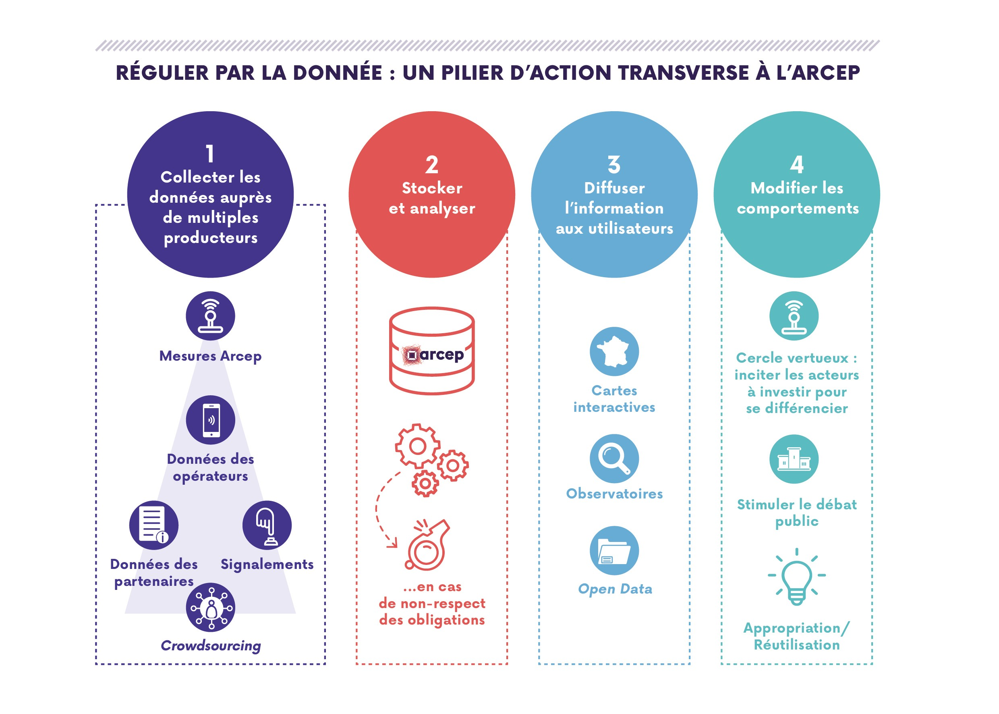 RÉGULER PAR LA DONNÉE : UN PILIER D’ACTION TRANSVERSE À L’ARCEP
1
Collecter les
données auprès
de multiples
producteurs
Mesures Arcep
Données des
opérateurs
Données des
partenaires
Signalements
Crowdsourcing
2
Stocker
et analyser
arcep
...en cas
de non-respect
des obligations
3
Diffuser
l’information
aux utilisateurs
Cartes
interactives
Observatoires
Open Data
4
Modifier les
comportements
Cercle vertueux :
inciter les acteurs
à investir pour
se différencier
Stimuler le débat
public
Appropriation/
Réutilisation